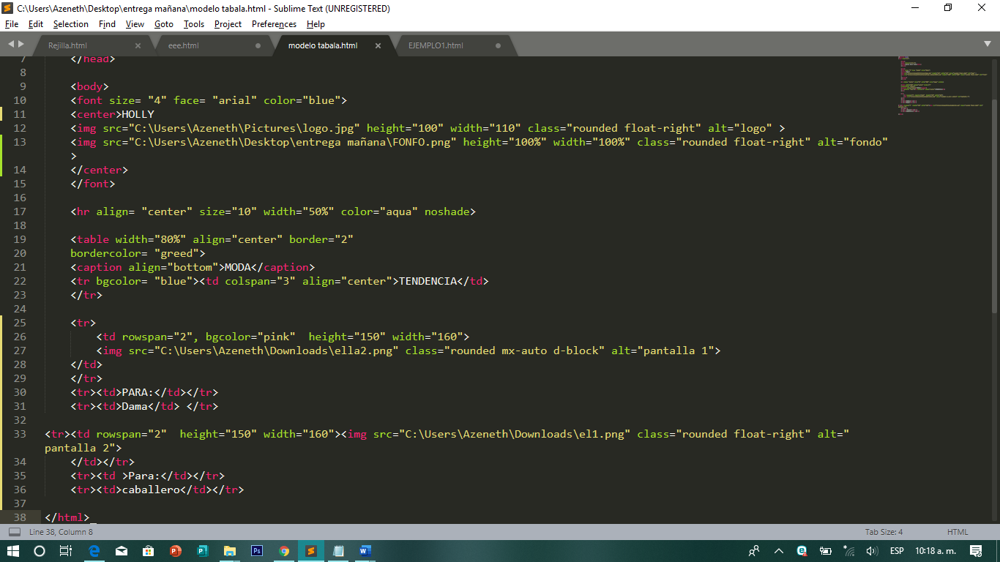 C:\Users\Azeneth\Desktop\entrega mañana\modelo tabala.html - Sublime Text (UNREGISTERED)
File Edit Selection Find View Goto Tools Project Preferences Help
Rejilla.html eee.html modelo tabala.html EJEMPLO1.html
7 </head>
8
9 <body>
10 <font size= "4" face= "arial" color="blue">
11 <center>HOLLY
12 <img src="C:\Users\Azeneth\Pictures\logo.jpg" height="100" width="110" class="rounded float-right" alt="logo" >
13 <img src="C:\Users\Azeneth\Desktop\entrega mañana\FONFO.png" height="100%" width="100%" class="rounded float-right" alt="fondo"
>
14 </center>
15 </font>
16
17 <hr align= "center" size="10" width="50%" color="aqua" noshade>
18
19 <table width="80%" align="center" border="2"
20 bordercolor= "greed">
21 <caption align="bottom">MODA</caption>
22 <tr bgcolor= "blue"><td colspan="3" align="center">TENDENCIA</td>
23 </tr>
24
25 <tr>
26 <td rowspan="2", bgcolor="pink"  height="150" width="160">
27 <img src="C:\Users\Azeneth\Downloads\ella2.png" class="rounded mx-auto d-block" alt="pantalla 1">
28 </td>
29 </tr>
30 <tr><td>PARA:</td></tr>
31 <tr><td>Dama</td> </tr>
32
33 <tr><td rowspan="2"  height="150" width="160"><img src="C:\Users\Azeneth\Downloads\el1.png" class="rounded float-right" alt="
pantalla 2">
34 </td></tr>
35 <tr><td >Para:</td></tr>
36 <tr><td>caballero</td></tr>
37
38 </html>
Line 38, Column 8 Tab Size: 4 HTML
ESP 10:18 a. m.